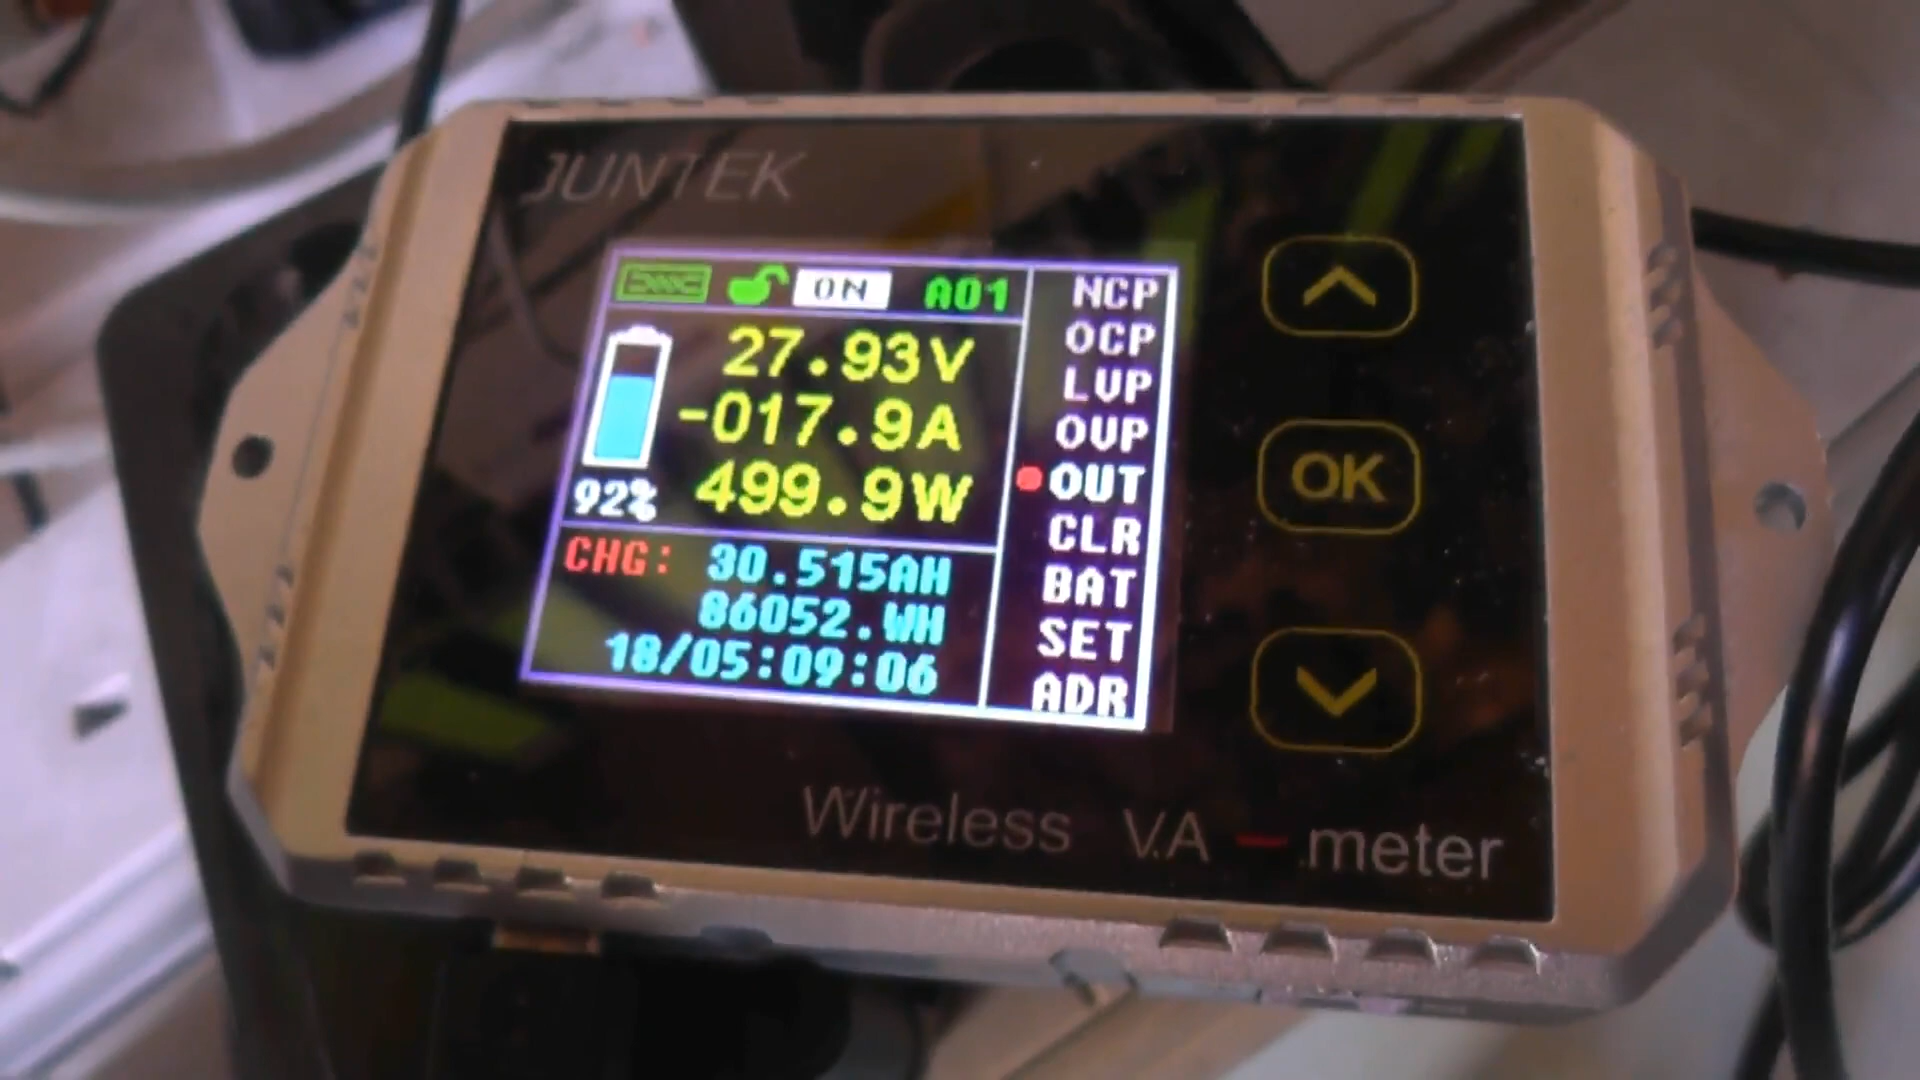 JUNTEK
ON A01
27.93V
-017.9A
499.9W
92%
CHG: 30.515AH
86052.WH
18/05:09:06
NCP
OCP
LVP
OVP
OUT
CLR
BAT
SET
ADR
OK
Wireless V.A meter